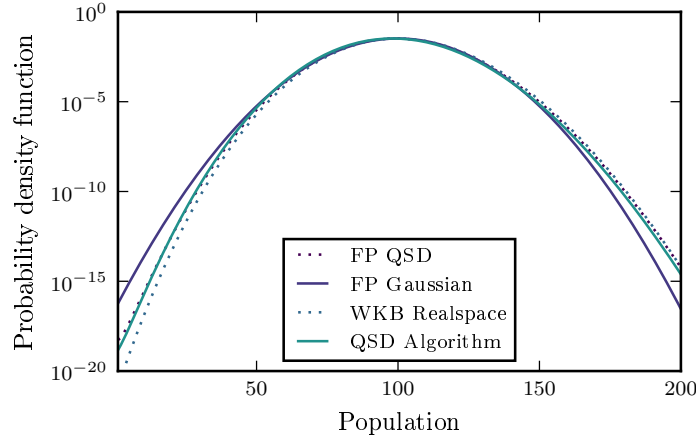 Probability density function
10^0
10^-5
10^-10
10^-15
10^-20
FP QSD
FP Gaussian
WKB Realspace
QSD Algorithm
50 100 150 200
Population